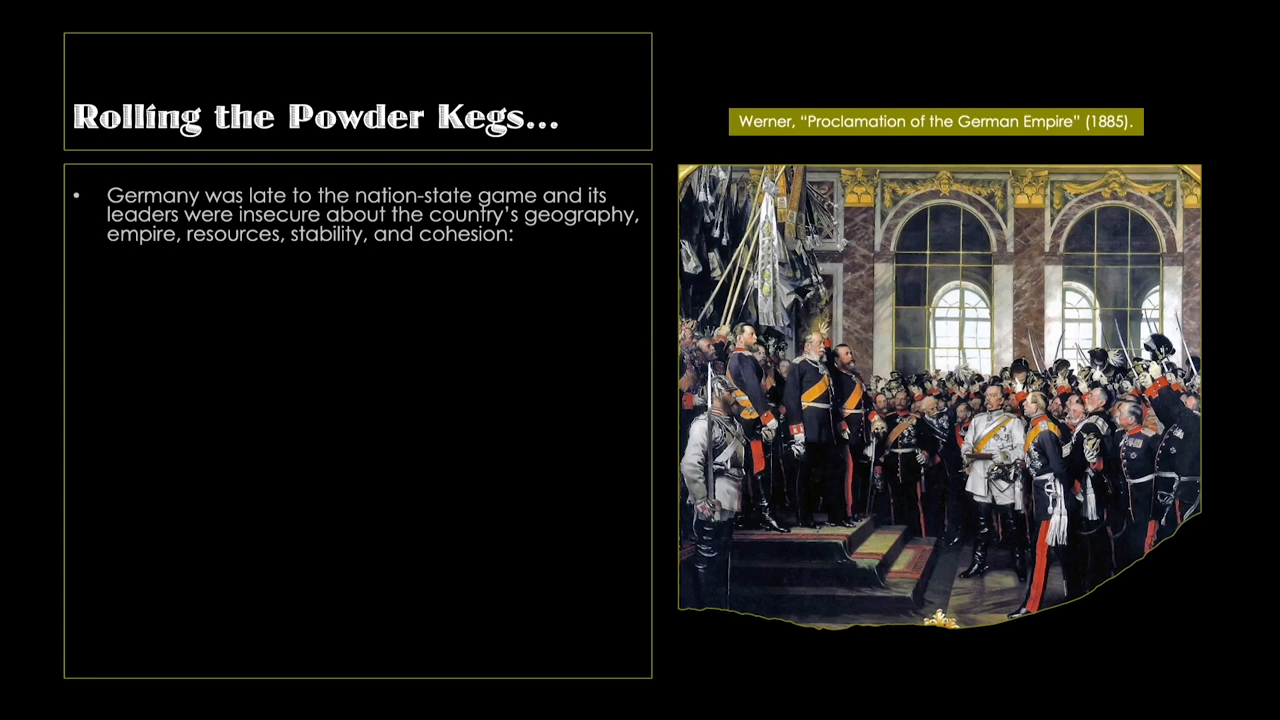 Rolling the Powder Kegs...
Werner, “Proclamation of the German Empire” (1885).
• Germany was late to the nation-state game and its
leaders were insecure about the country’s geography,
empire, resources, stability, and cohesion: